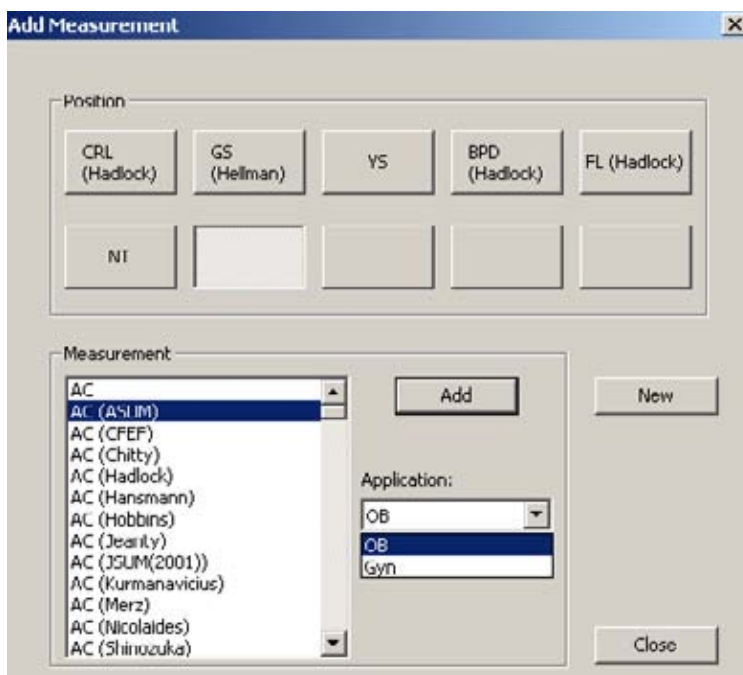 Add Measurement
Position
CRL
(Hadlock)
GS
(Hellman)
YS
BPD
(Hadlock)
FL (Hadlock)
NT
Measurement
AC
AC (ASUM)
AC (CFEF)
AC (Chitty)
AC (Hadlock)
AC (Hansmann)
AC (Hobbins)
AC (Jeanty)
AC (JSUM(2001))
AC (Kurmanavicius)
AC (Merz)
AC (Nicolaides)
AC (Shinozuka)
Add
New
Application:
OB
OB
Gyn
Close